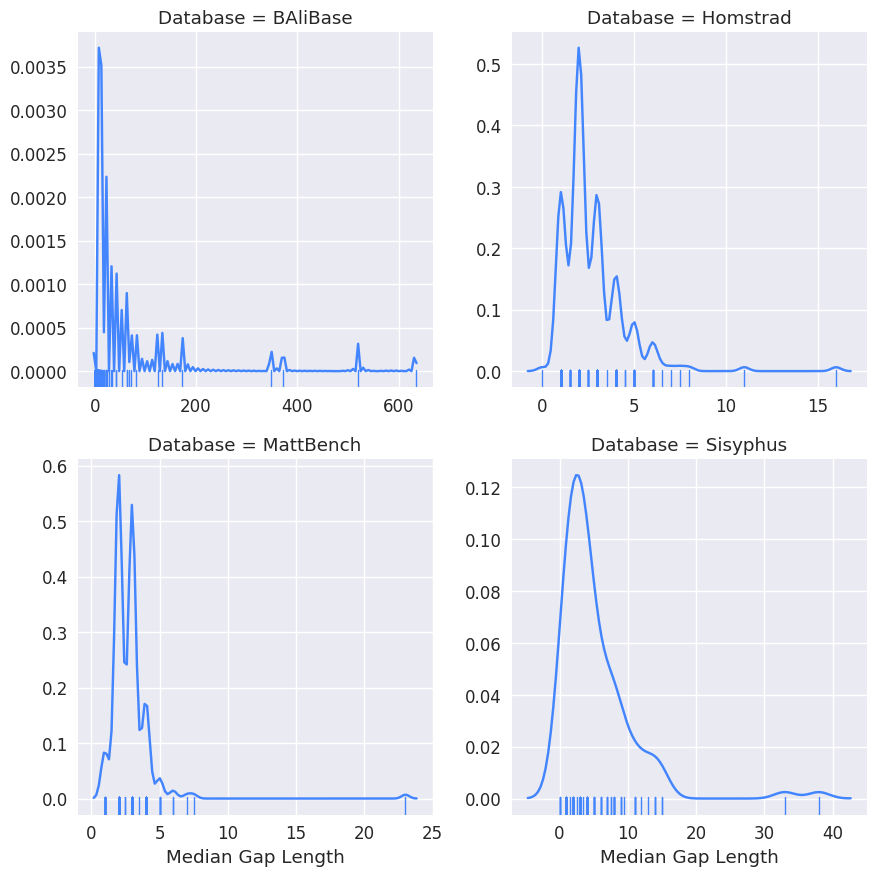 Database = BAliBase
0.0035
0.0030
0.0025
0.0020
0.0015
0.0010
0.0005
0.0000
0 200 400 600
Database = Homstrad
0.5
0.4
0.3
0.2
0.1
0.0
0 5 10 15
Database = MattBench
0.6
0.5
0.4
0.3
0.2
0.1
0.0
0 5 10 15 20 25
Median Gap Length
Database = Sisyphus
0.12
0.10
0.08
0.06
0.04
0.02
0.00
0 10 20 30 40
Median Gap Length